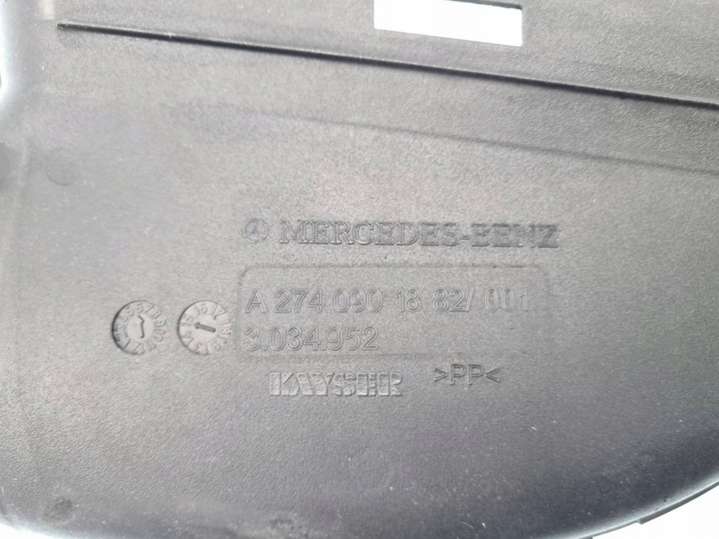 MERCEDES-BENZ
A 274 090 18 82/ 001
3.034.952
KAYSER >PP<